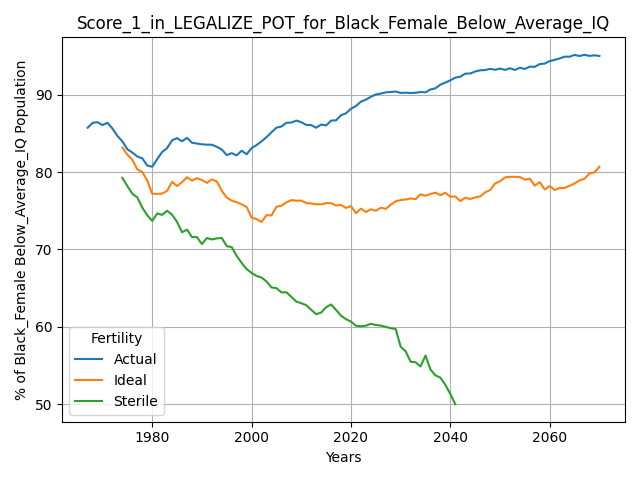 Score_1_in_LEGALIZE_POT_for_Black_Female_Below_Average_IQ
% of Black_Female Below_Average_IQ Population
90
80
70
60
50
Fertility
Actual
Ideal
Sterile
1980
2000
2020
2040
2060
Years